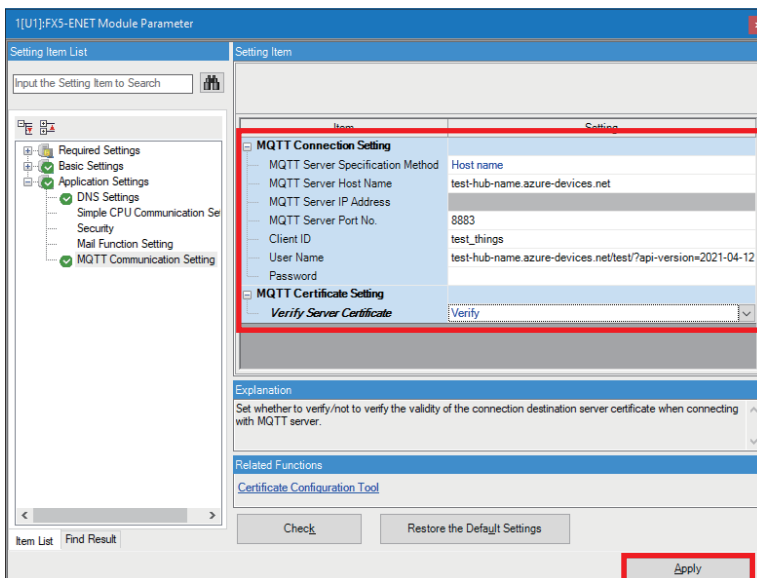 1[U1]:FX5-ENET Module Parameter
Setting Item List
Input the Setting Item to Search
Required Settings
Basic Settings
Application Settings
DNS Settings
Simple CPU Communication Se
Security
Mail Function Setting
MQTT Communication Setting
Item List
Find Result
Setting Item
Item Setting
MQTT Connection Setting
MQTT Server Specification Method Host name
MQTT Server Host Name test-hub-name.azure-devices.net
MQTT Server IP Address
MQTT Server Port No. 8883
Client ID test_things
User Name test-hub-name.azure-devices.net/test/?api-version=2021-04-12
Password
MQTT Certificate Setting
Verify Server Certificate Verify
Explanation
Set whether to verify/not to verify the validity of the connection destination server certificate when connecting
with MQTT server.
Related Functions
Certificate Configuration Tool
Check Restore the Default Settings
Apply